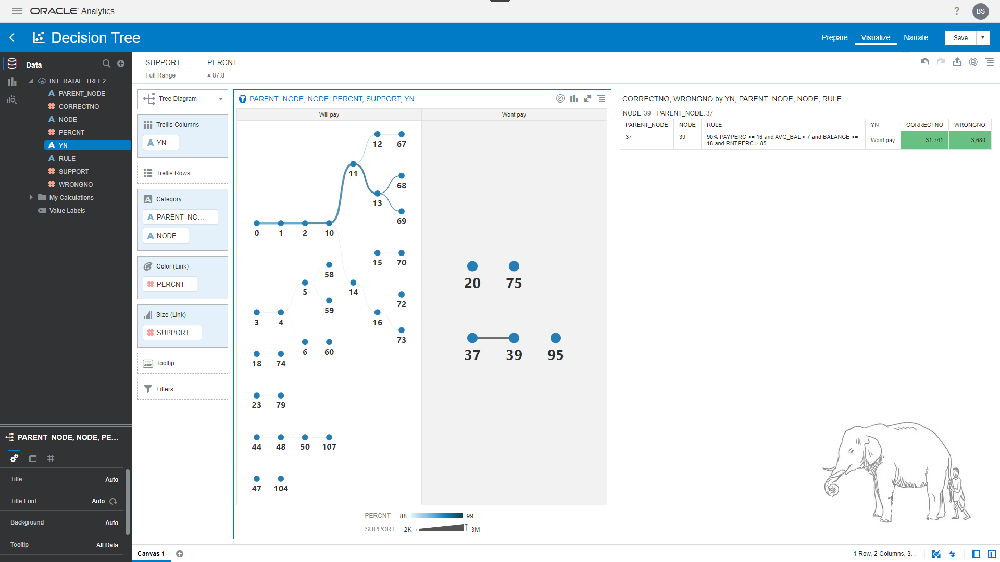 ORACLE Analytics
?
BS
Decision Tree
Prepare
Visualize
Narrate
Save
Data
INT_RATAL_TREE2
A PARENT_NODE
# CORRECTNO
A NODE
# PERCNT
A YN
A RULE
# SUPPORT
# WRONGNO
My Calculations
Value Labels
PARENT_NODE, NODE, PE...
Title Auto
Title Font Auto
Background Auto
Tooltip All Data
SUPPORT PERCNT
Full Range ≥ 87.8
Tree Diagram
Trellis Columns
A YN
Trellis Rows
A Category
A PARENT_NO...
A NODE
Color (Link)
# PERCNT
Size (Link)
# SUPPORT
Tooltip
Filters
PARENT_NODE, NODE, PERCNT, SUPPORT, YN
Will pay Wont pay
12 67
11
68
13
69
0 1 2 10
15 70
58
5
14
59
72
3 4
16
73
6 60
18 74
23 79
44 48 50 107
47 104
20 75
37 39 95
PERCNT 88 99
SUPPORT 2K 3M
CORRECTNO, WRONGNO by YN, PARENT_NODE, NODE, RULE
NODE: 39 PARENT_NODE: 37
PARENT_NODE NODE RULE YN CORRECTNO WRONGNO
37 39 90% PAYPERC <= 16 and AVG_BAL > 7 and BALANCE <=
18 and RNTPERC > 85
Wont pay 31,741 3,680
Canvas 1
1 Row, 2 Columns, 3...